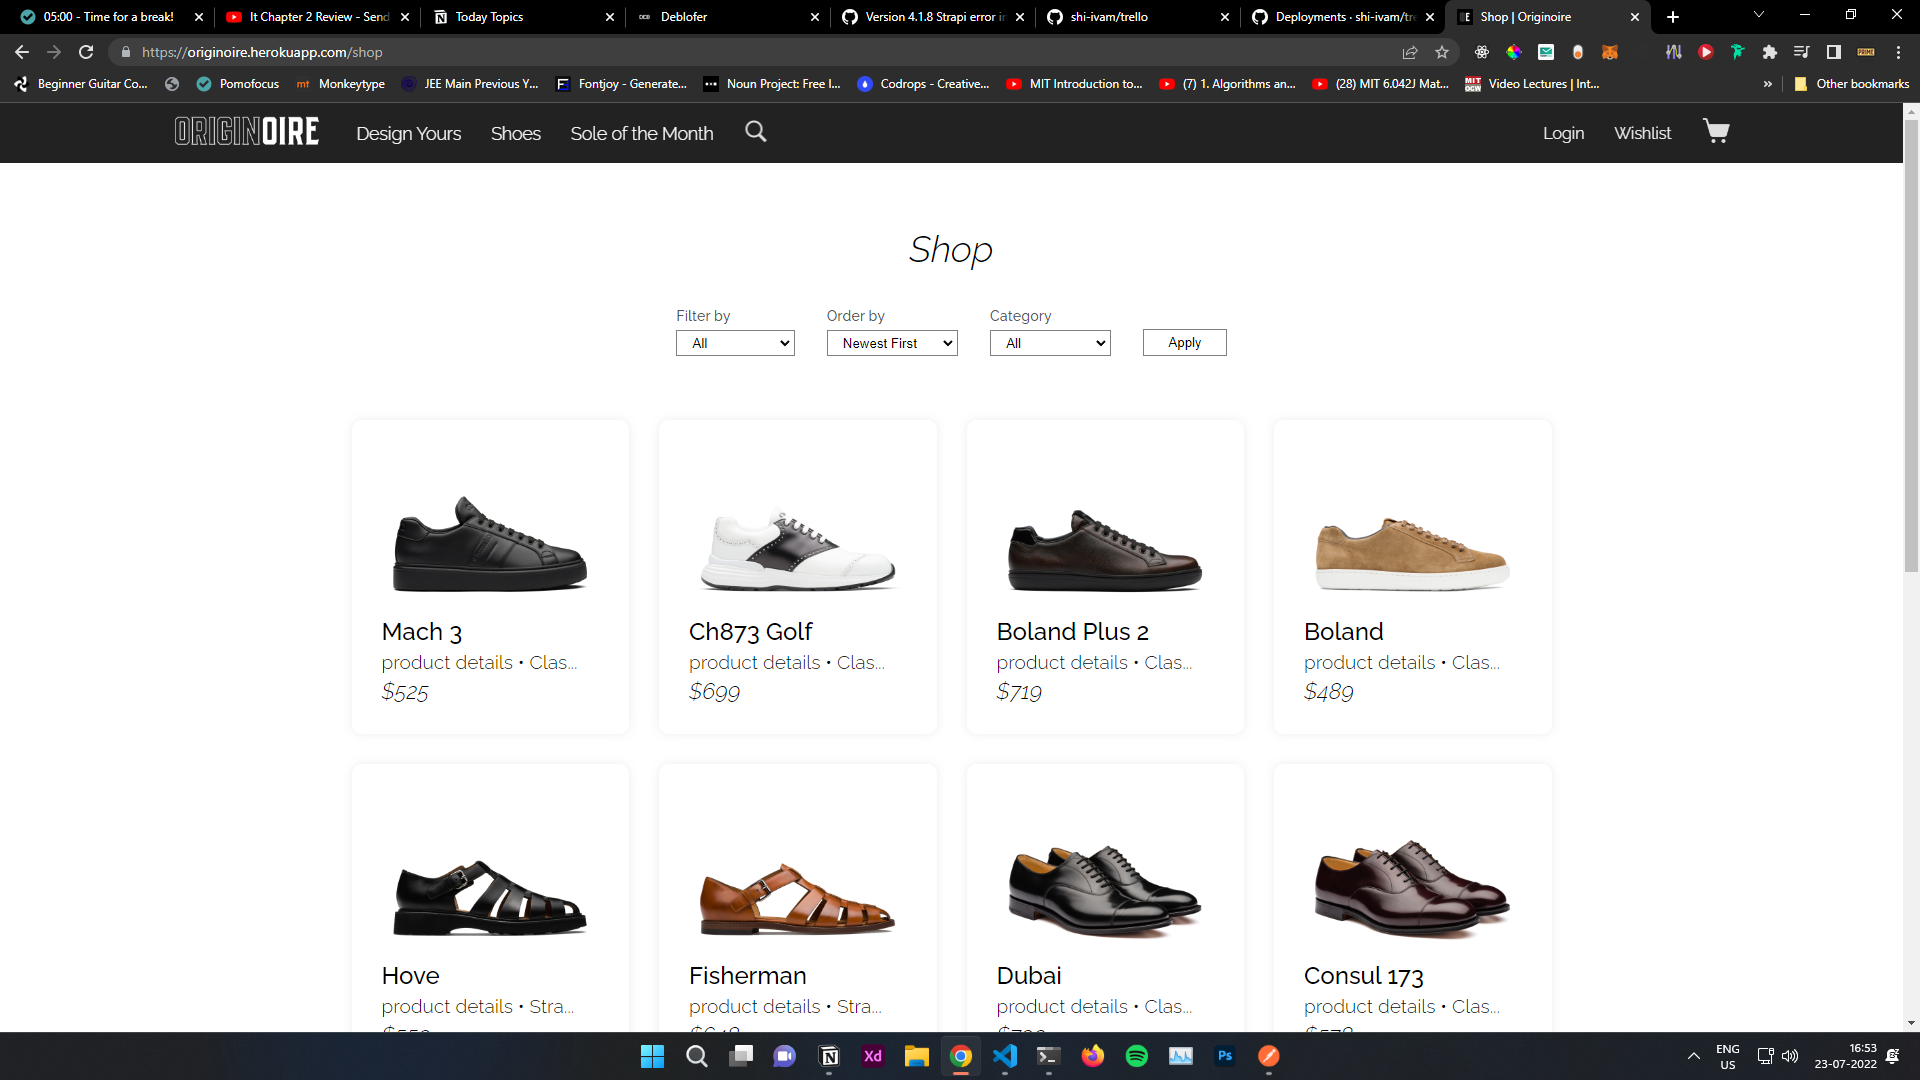 05:00 - Time for a break!
It Chapter 2 Review - Send
Today Topics
Deblofer
Version 4.1.8 Strapi error i
shi-ivam/trello
Deployments · shi-ivam/tre
Shop | Originoire
https://originoire.herokuapp.com/shop
Beginner Guitar Co...
Pomofocus
mt Monkeytype
JEE Main Previous Y...
Fontjoy - Generate...
Noun Project: Free I...
Codrops - Creative...
MIT Introduction to...
(7) 1. Algorithms an...
(28) MIT 6.042J Mat...
Video Lectures | Int...
»
Other bookmarks
ORIGINOIRE
Design Yours
Shoes
Sole of the Month
Login
Wishlist
Shop
Filter by
Order by
Category
All
Newest First
All
Apply
Mach 3
product details • Clas...
$525
Ch873 Golf
product details • Clas...
$699
Boland Plus 2
product details • Clas...
$719
Boland
product details • Clas...
$489
Hove
product details • Stra...
Fisherman
product details • Stra...
Dubai
product details • Clas...
Consul 173
product details • Clas...
Xd
Ps
ENG
US
16:53
23-07-2022